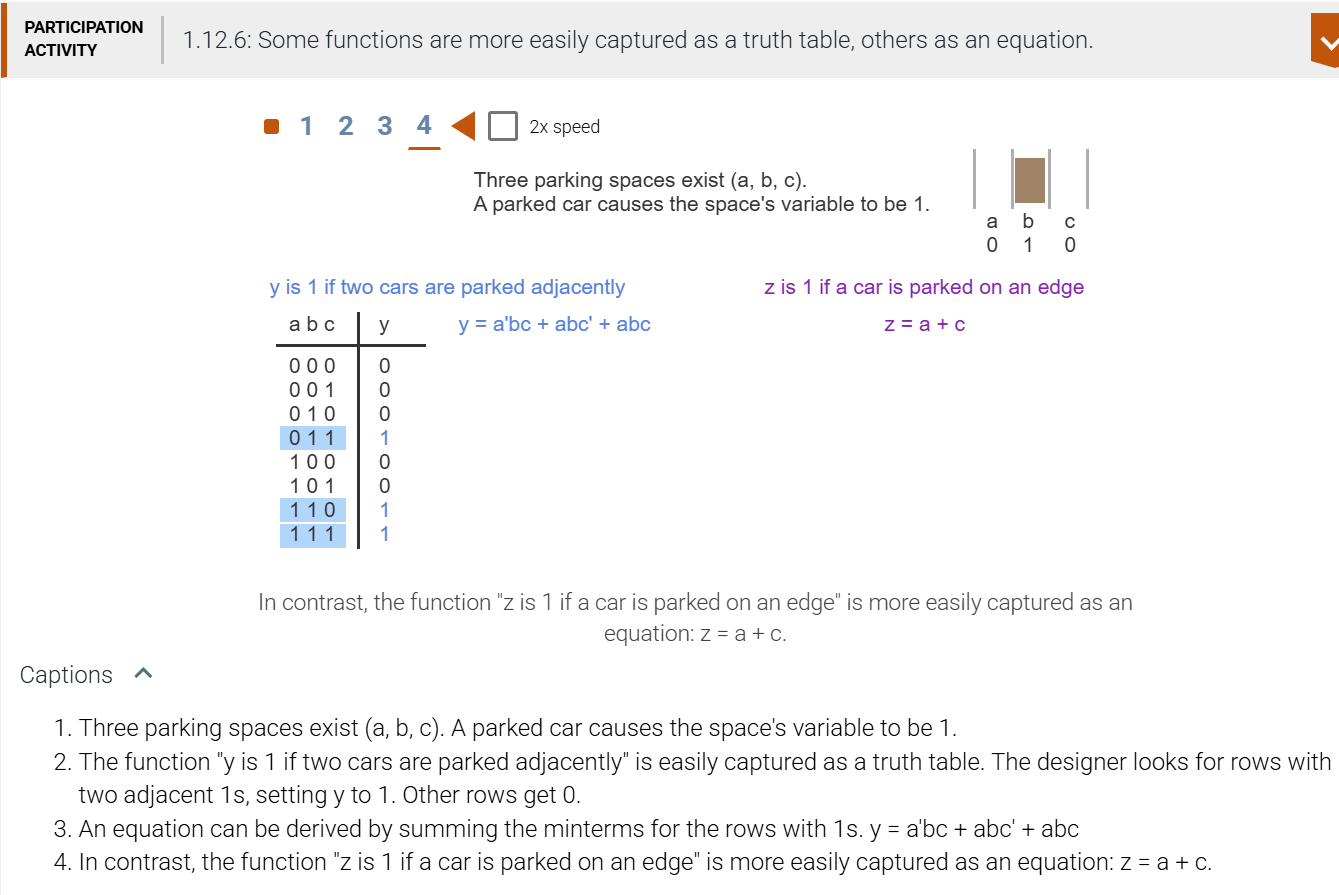 PARTICIPATION
ACTIVITY
1.12.6: Some functions are more easily captured as a truth table, others as an equation.
1 2 3 4 2x speed
Three parking spaces exist (a, b, c).
A parked car causes the space's variable to be 1.
a b c
0 1 0
y is 1 if two cars are parked adjacently
a b c y
y = a'bc + abc' + abc
0 0 0 0
0 0 1 0
0 1 0 0
0 1 1 1
1 0 0 0
1 0 1 0
1 1 0 1
1 1 1 1
z is 1 if a car is parked on an edge
z = a + c
In contrast, the function "z is 1 if a car is parked on an edge" is more easily captured as an
equation: z = a + c.
Captions
1. Three parking spaces exist (a, b, c). A parked car causes the space's variable to be 1.
2. The function "y is 1 if two cars are parked adjacently" is easily captured as a truth table. The designer looks for rows with
two adjacent 1s, setting y to 1. Other rows get 0.
3. An equation can be derived by summing the minterms for the rows with 1s. y = a'bc + abc' + abc
4. In contrast, the function "z is 1 if a car is parked on an edge" is more easily captured as an equation: z = a + c.